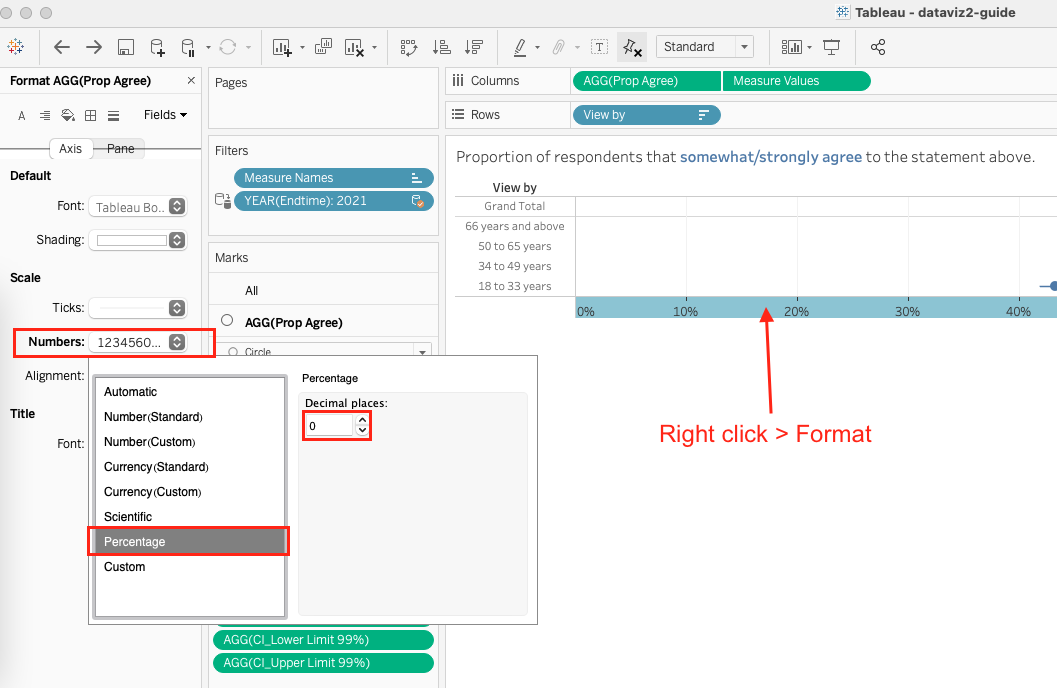 Tableau - dataviz2-guide
Standard
Format AGG(Prop Agree)
Fields
Axis Pane
Default
Font: Tableau Bo..
Shading:
Scale
Ticks:
Numbers: 1234560...
Alignment:
Title
Font:
Pages
Filters
Measure Names
YEAR(Endtime): 2021
Marks
All
AGG(Prop Agree)
Circle
Automatic
Number(Standard)
Number(Custom)
Currency(Standard)
Currency(Custom)
Scientific
Percentage
Custom
Percentage
Decimal places:
0
AGG(CI_Lower Limit 99%)
AGG(CI_Upper Limit 99%)
Columns AGG(Prop Agree) Measure Values
Rows View by
Proportion of respondents that somewhat/strongly agree to the statement above.
View by
Grand Total
66 years and above
50 to 65 years
34 to 49 years
18 to 33 years
0% 10% 20% 30% 40%
Right click > Format